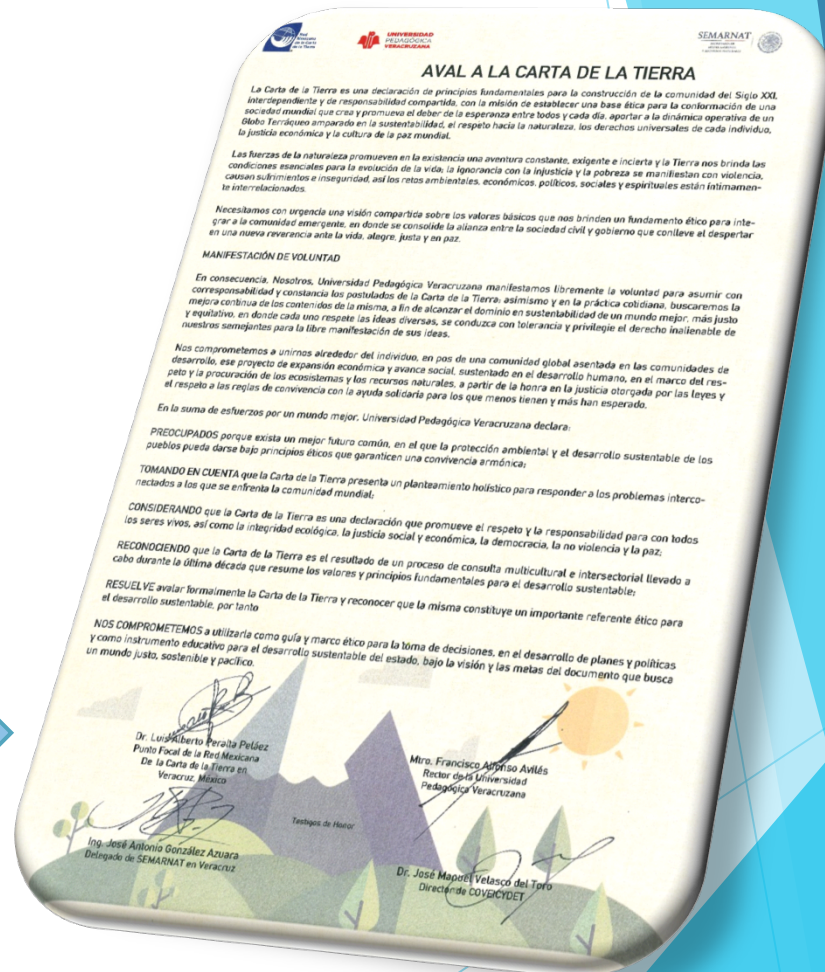 Red
Mexicana
de la Carta
de la Tierra
UNIVERSIDAD
PEDAGÓGICA
VERACRUZANA
SEMARNAT
AVAL A LA CARTA DE LA TIERRA
La Carta de la Tierra es una declaración de principios fundamentales para la construcción de la comunidad del Siglo XXI,
interdependiente y de responsabilidad compartida, con la misión de establecer una base ética para la conformación de una
sociedad mundial que crea y promueva el deber de la esperanza entre todos y cada día, aportar a la dinámica operativa de un
Globo Terráqueo amparado en la sustentabilidad, el respeto hacia la naturaleza, los derechos universales de cada individuo,
la justicia económica y la cultura de la paz mundial.
Las fuerzas de la naturaleza promueven en la existencia una aventura constante, exigente e incierta y la Tierra nos brinda las
condiciones esenciales para la evolución de la vida; la ignorancia con la injusticia y la pobreza se manifiestan con violencia,
causan sufrimientos e inseguridad, así los retos ambientales, económicos, políticos, sociales y espirituales están íntimamen-
te interrelacionados.
Necesitamos con urgencia una visión compartida sobre los valores básicos que nos brinden un fundamento ético para inte-
grar a la comunidad emergente, en donde se consolide la alianza entre la sociedad civil y gobierno que conlleve el despertar
en una nueva reverancia ante la vida, alegre, justa y en paz.
MANIFESTACIÓN DE VOLUNTAD
En consecuencia, Nosotros, Universidad Pedagógica Veracruzana manifestamos libremente la voluntad para asumir con
corresponsabilidad y constancia los postulados de la Carta de la Tierra; asimismo y en la práctica cotidiana, buscaremos la
mejora continua de los contenidos de la misma, a fin de alcanzar el dominio en sustentabilidad de un mundo mejor, más justo
y equitativo, en donde cada uno respete las ideas diversas, se conduzca con tolerancia y privilegie el derecho inalienable de
nuestros semejantes para la libre manifestación de sus ideas.
Nos comprometemos a unirnos alrededor del individuo, en pos de una comunidad global asentada en las comunidades de
desarrollo, ese proyecto de expansión económica y avance social, sustentado en el desarrollo humano, en el marco del res-
peto y la procuración de los ecosistemas y los recursos naturales, a partir de la honra en la justicia otorgada por las leyes y
el respeto a las reglas de convivencia con la ayuda solidaria para los que menos tienen y más han esperado.
En la suma de esfuerzos por un mundo mejor, Universidad Pedagógica Veracruzana declara:
PREOCUPADOS porque exista un mejor futuro común, en el que la protección ambiental y el desarrollo sustentable de los
pueblos pueda darse bajo principios éticos que garanticen una convivencia armónica;
TOMANDO EN CUENTA que la Carta de la Tierra presenta un planteamiento holístico para responder a los problemas interco-
nectados a los que se enfrenta la comunidad mundial;
CONSIDERANDO que la Carta de la Tierra es una declaración que promueve el respeto y la responsabilidad para con todos
los seres vivos, así como la integridad ecológica, la justicia social y económica, la democracia, la no violencia y la paz;
RECONOCIENDO que la Carta de la Tierra es el resultado de un proceso de consulta multicultural e intersectorial llevado a
cabo durante la última década que resume los valores y principios fundamentales para el desarrollo sustentable;
RESUELVE avalar formalmente la Carta de la Tierra y reconocer que la misma constituye un importante referente ético para
el desarrollo sustentable, por tanto
NOS COMPROMETEMOS a utilizarla como guía y marco ético para la toma de decisiones, en el desarrollo de planes y políticas
y como instrumento educativo para el desarrollo sustentable del estado, bajo la visión y las metas del documento que busca
un mundo justo, sostenible y pacífico.
Dr. Luis Alberto Peralta Peláez
Punto Focal de la Red Mexicana
De la Carta de la Tierra en
Veracruz, México
Mtro. Francisco Alfonso Avilés
Rector de la Universidad
Pedagógica Veracruzana
Testigos de Honor
Ing. José Antonio González Azuara
Delegado de SEMARNAT en Veracruz
Dr. José Manuel Velasco del Toro
Director de COVEICYDET